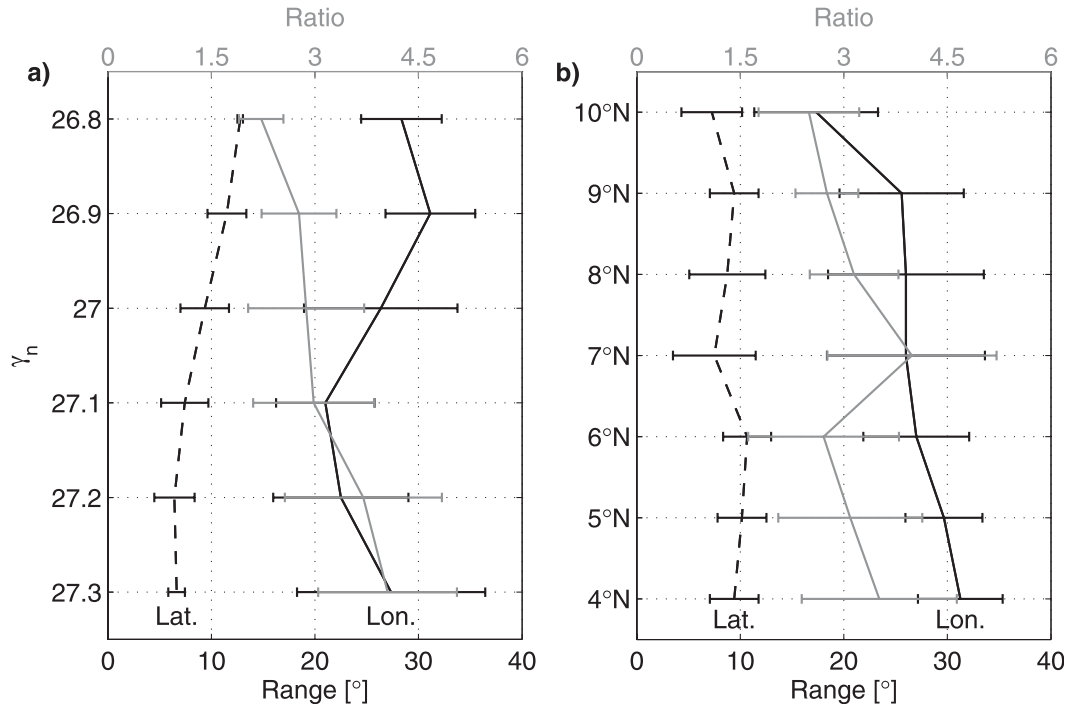 Ratio
0 1.5 3 4.5 6
a)
26.8
26.9
27
27.1
27.2
27.3
γn
Lat.
Lon.
0 10 20 30 40
Range [°]
Ratio
0 1.5 3 4.5 6
b)
10°N
9°N
8°N
7°N
6°N
5°N
4°N
Lat.
Lon.
0 10 20 30 40
Range [°]